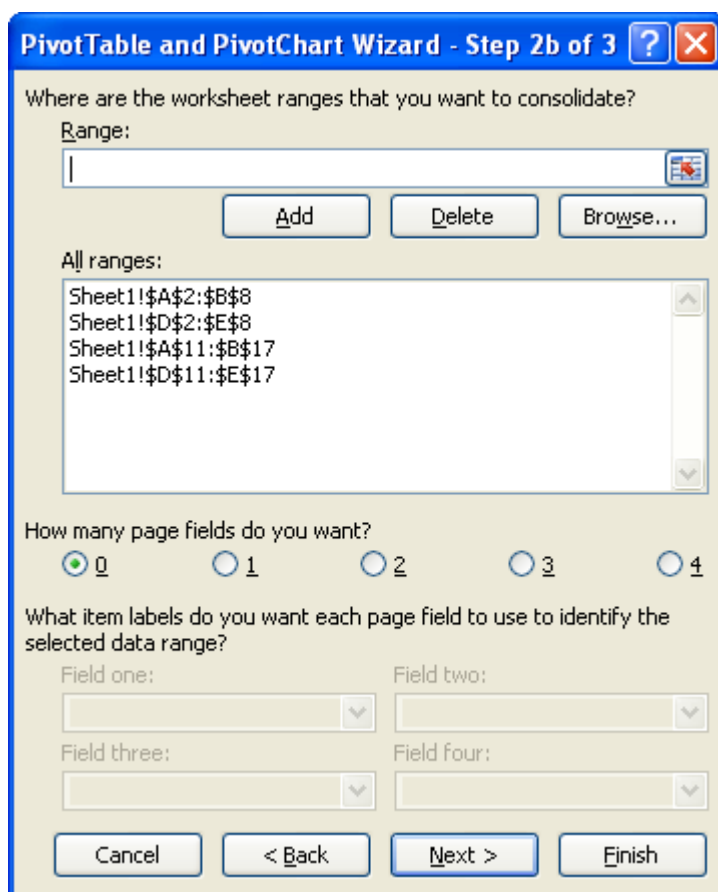 PivotTable and PivotChart Wizard - Step 2b of 3
Where are the worksheet ranges that you want to consolidate?
Range:
Add Delete Browse...
All ranges:
Sheet1!$A$2:$B$8
Sheet1!$D$2:$E$8
Sheet1!$A$11:$B$17
Sheet1!$D$11:$E$17
How many page fields do you want?
0 1 2 3 4
What item labels do you want each page field to use to identify the
selected data range?
Field one: Field two:
Field three: Field four:
Cancel < Back Next > Finish